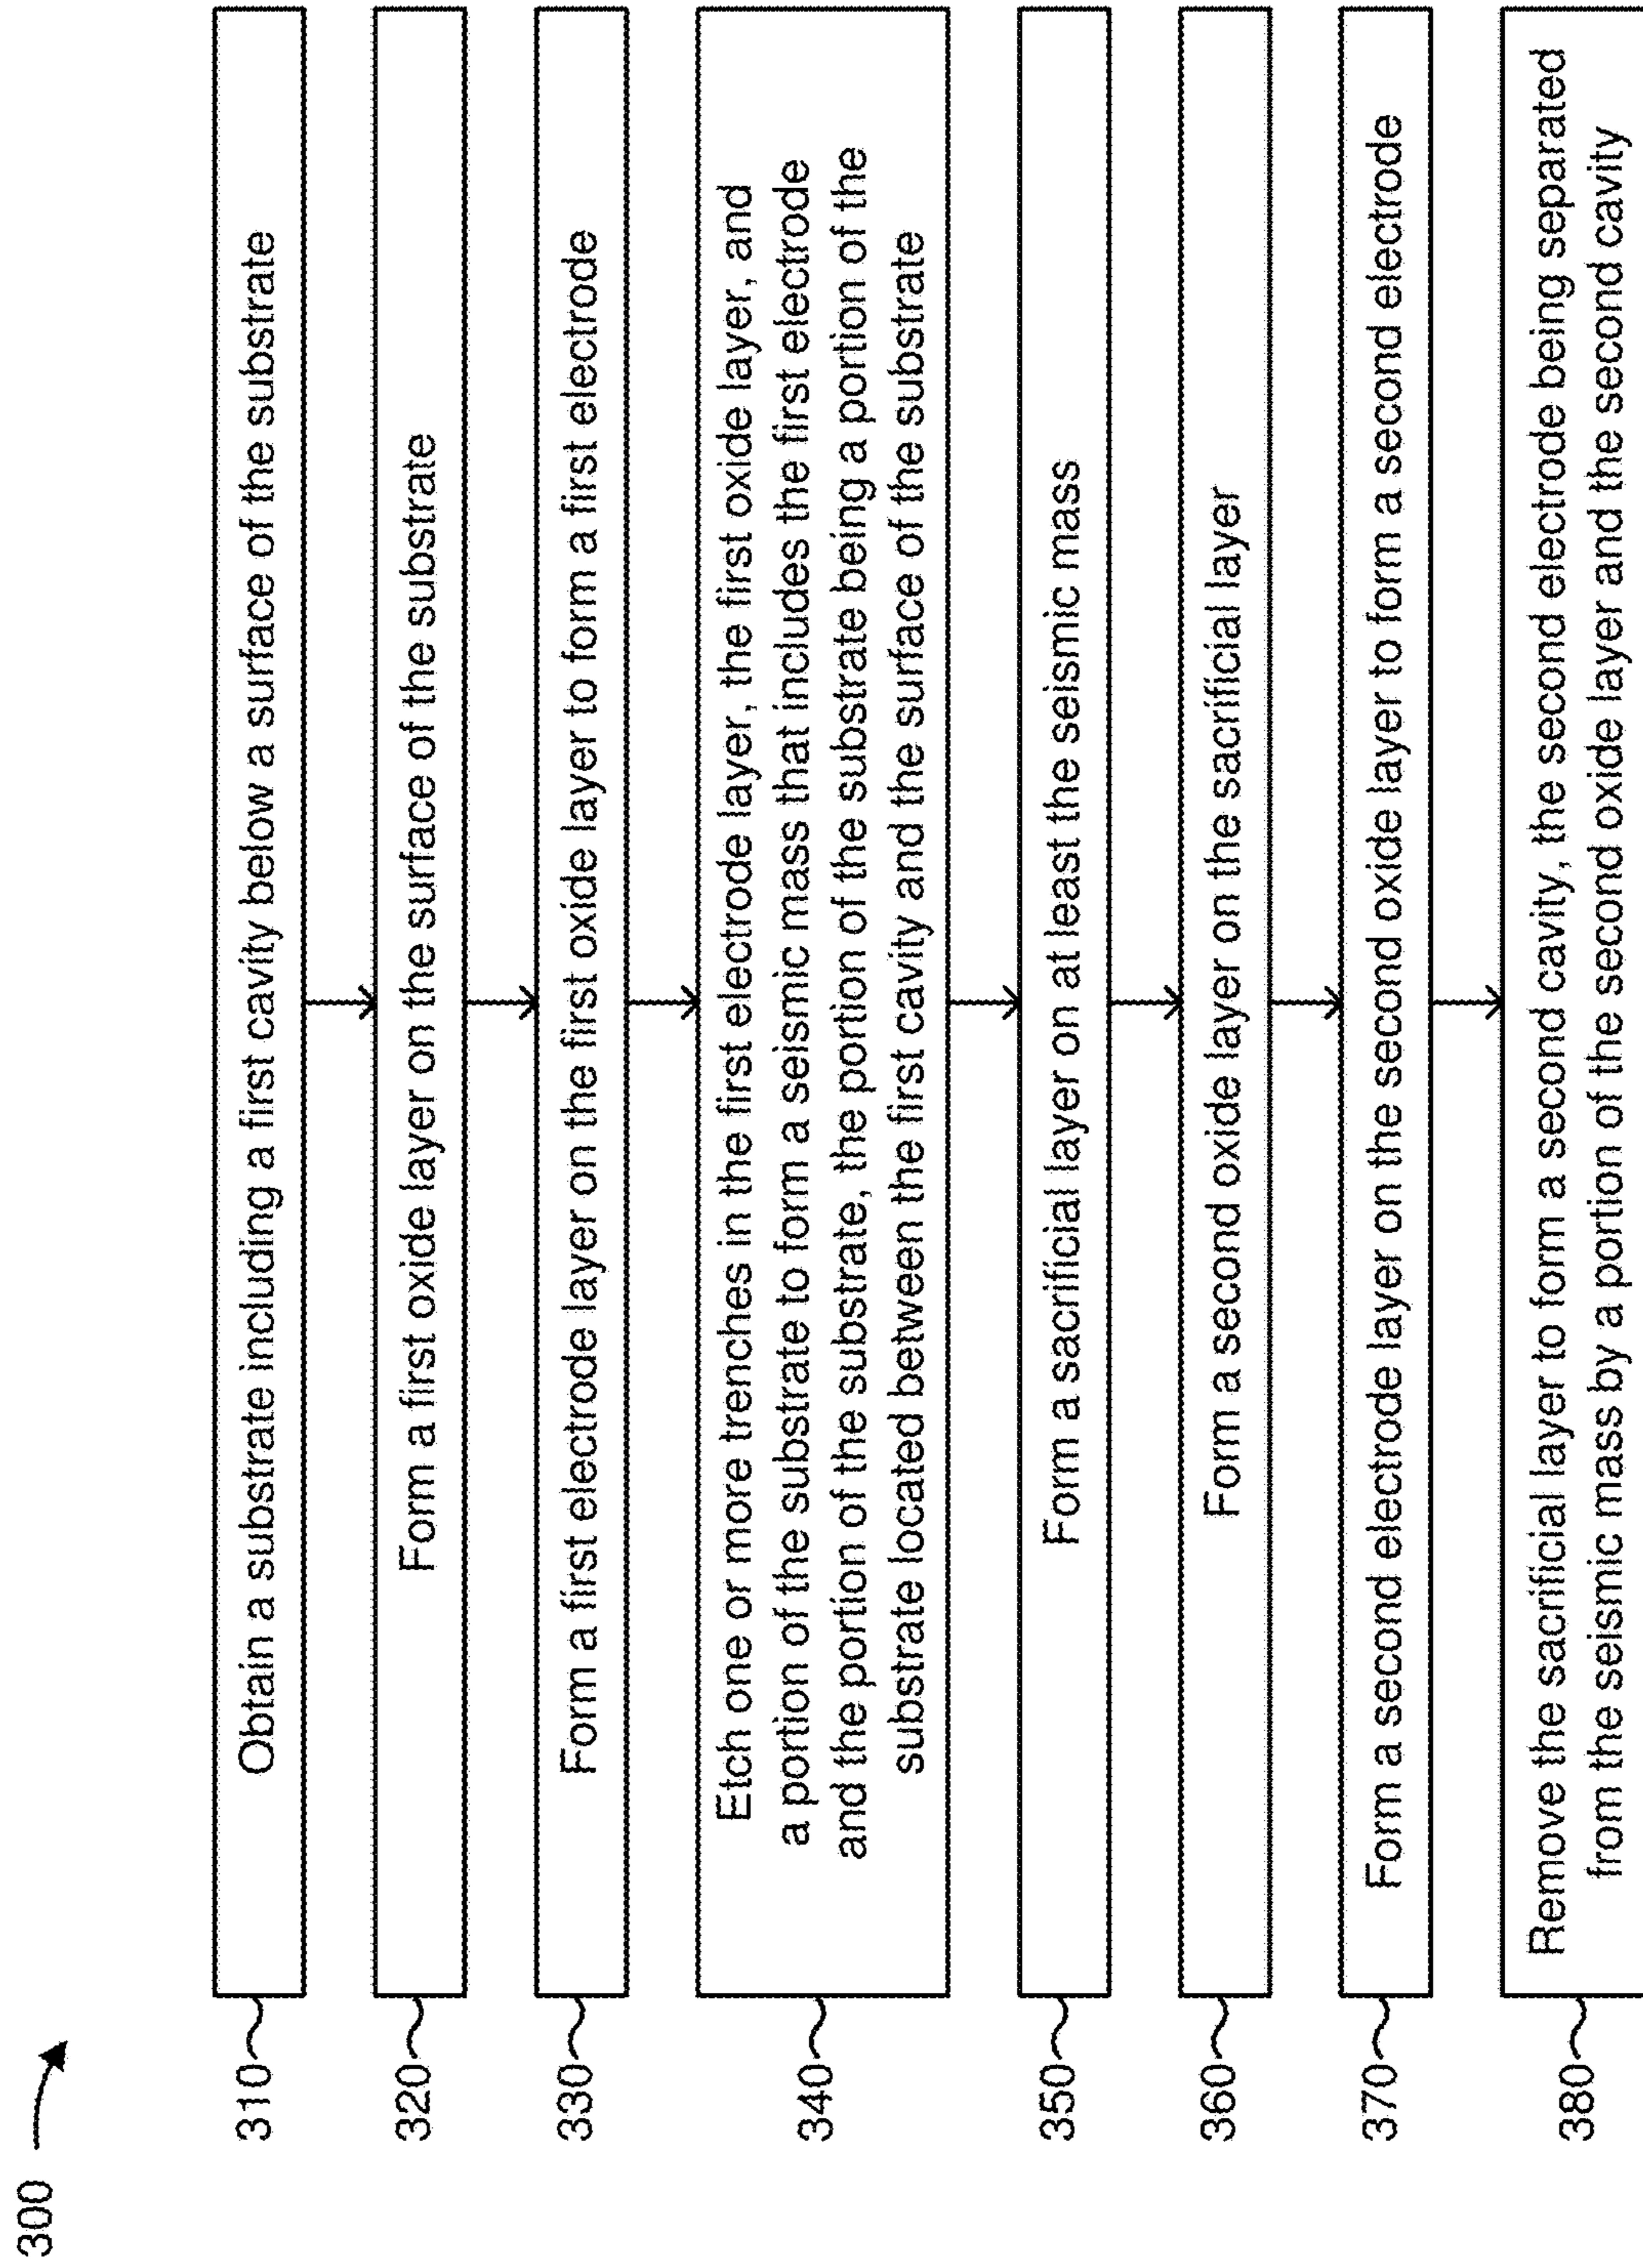 300
310
Obtain a substrate including a first cavity below a surface of the substrate
320
Form a first oxide layer on the surface of the substrate
330
Form a first electrode layer on the first oxide layer to form a first electrode
340
Etch one or more trenches in the first electrode layer, the first oxide layer, and
a portion of the substrate to form a seismic mass that includes the first electrode
and the portion of the substrate, the portion of the substrate being a portion of the
substrate located between the first cavity and the surface of the substrate
350
Form a sacrificial layer on at least the seismic mass
360
Form a second oxide layer on the sacrificial layer
370
Form a second electrode layer on the second oxide layer to form a second electrode
380
Remove the sacrificial layer to form a second cavity, the second electrode being separated
from the seismic mass by a portion of the second oxide layer and the second cavity